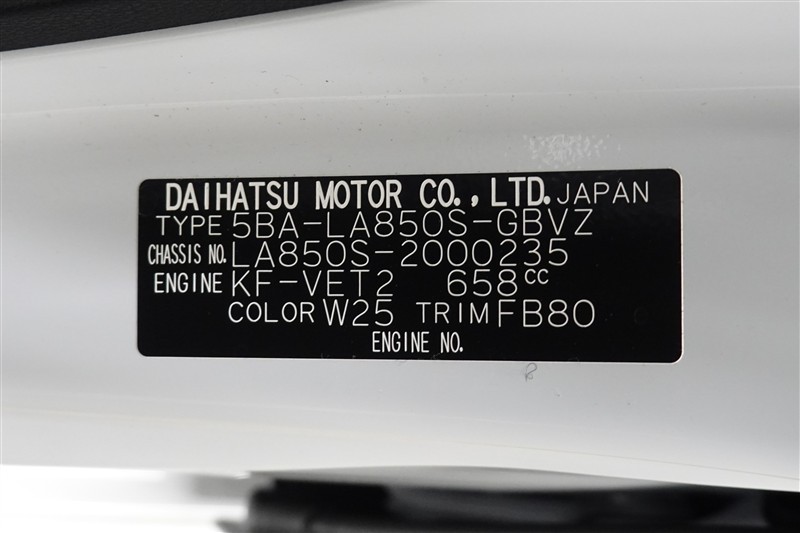 DAIHATSU MOTOR CO., LTD. JAPAN
TYPE 5BA-LA850S-GBVZ
CHASSIS NO. LA850S-2000235
ENGINE KF-VET2 658cc
COLOR W25 TRIM FB80
ENGINE NO.
8